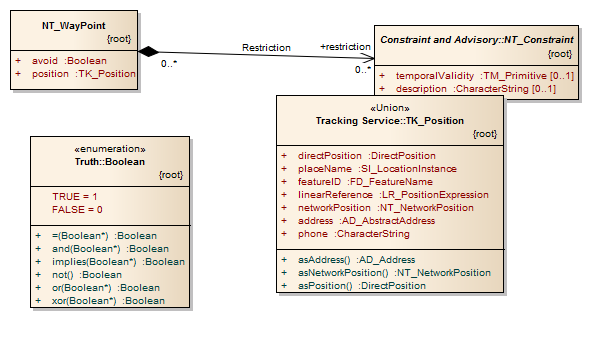 NT_WayPoint
{root}
+ avoid :Boolean
+ position :TK_Position
Restriction
+restriction
0..*
0..*
Constraint and Advisory::NT_Constraint
{root}
+ temporalValidity :TM_Primitive [0..1]
+ description :CharacterString [0..1]
«Union»
Tracking Service::TK_Position
{root}
+ directPosition :DirectPosition
+ placeName :SI_LocationInstance
+ featureID :FD_FeatureName
+ linearReference :LR_PositionExpression
+ networkPosition :NT_NetworkPosition
+ address :AD_AbstractAddress
+ phone :CharacterString
+ asAddress() :AD_Address
+ asNetworkPosition() :NT_NetworkPosition
+ asPosition() :DirectPosition
«enumeration»
Truth::Boolean
{root}
TRUE = 1
FALSE = 0
+ =(Boolean*) :Boolean
+ and(Boolean*) :Boolean
+ implies(Boolean*) :Boolean
+ not() :Boolean
+ or(Boolean*) :Boolean
+ xor(Boolean*) :Boolean